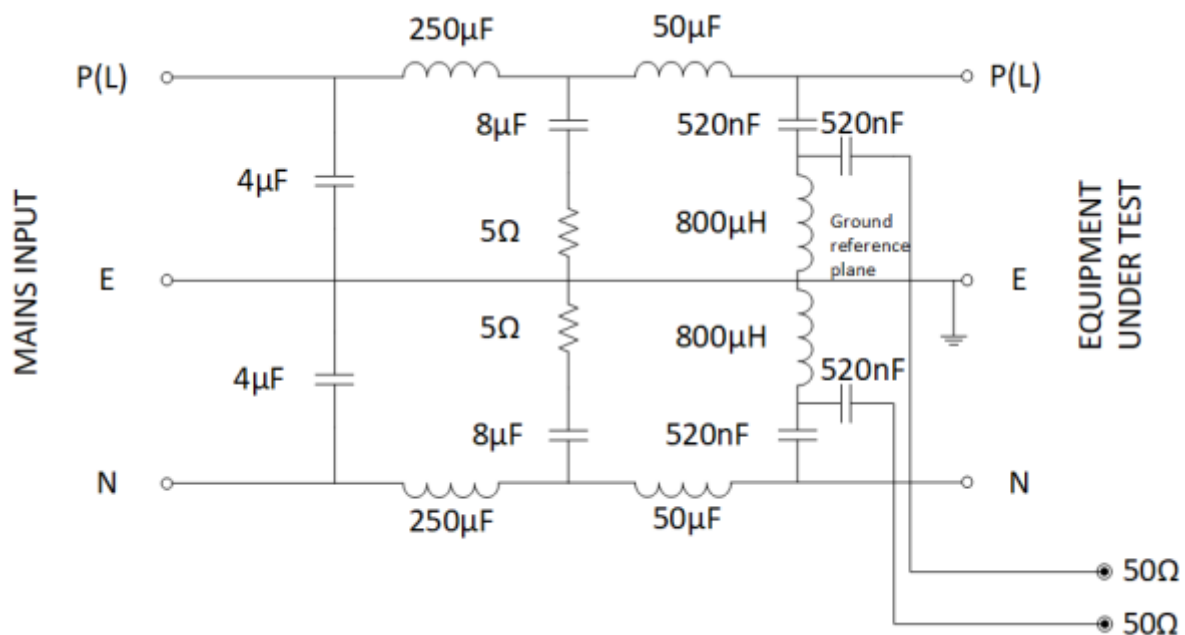 250µF
50µF
P(L)
P(L)
8µF
520nF
520nF
4µF
MAINS INPUT
5Ω
800µH
Ground
reference
plane
EQUIPMENT
UNDER TEST
E
E
5Ω
800µH
4µF
520nF
8µF
520nF
N
N
250µF
50µF
50Ω
50Ω